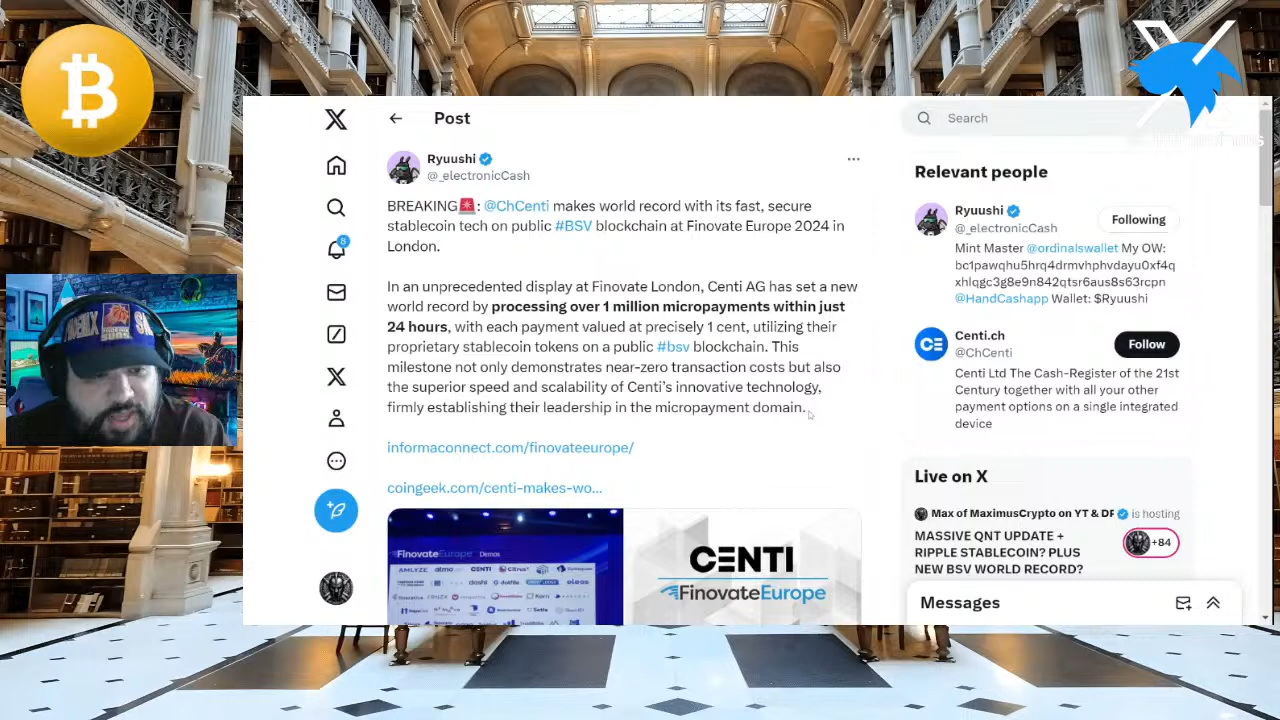 Post
Search
Ryuushi
@_electronicCash
BREAKING🚨: @ChCenti makes world record with its fast, secure
stablecoin tech on public #BSV blockchain at Finovate Europe 2024 in
London.
In an unprecedented display at Finovate London, Centi AG has set a new
world record by processing over 1 million micropayments within just
24 hours, with each payment valued at precisely 1 cent, utilizing their
proprietary stablecoin tokens on a public #bsv blockchain. This
milestone not only demonstrates near-zero transaction costs but also
the superior speed and scalability of Centi's innovative technology,
firmly establishing their leadership in the micropayment domain.
informaconnect.com/finovateeurope/
coingeek.com/centi-makes-wo...
FinovateEurope Demos
CENTI
FinovateEurope
Relevant people
Ryuushi
@_electronicCash
Following
Mint Master @ordinalswallet My OW:
bc1pawqhu5hrq4drmvhphvdayu0xf4q
xhlqgc3g8e9n842qtsr6aus8s63rcpn
@HandCashapp Wallet: $Ryuushi
Centi.ch
@ChCenti
Follow
Centi Ltd The Cash-Register of the 21st
Century together with all your other
payment options on a single integrated
device
Live on X
Max of MaximusCrypto on YT & DF is hosting
MASSIVE QNT UPDATE +
RIPPLE STABLECOIN? PLUS
NEW BSV WORLD RECORD?
+84
Messages
8